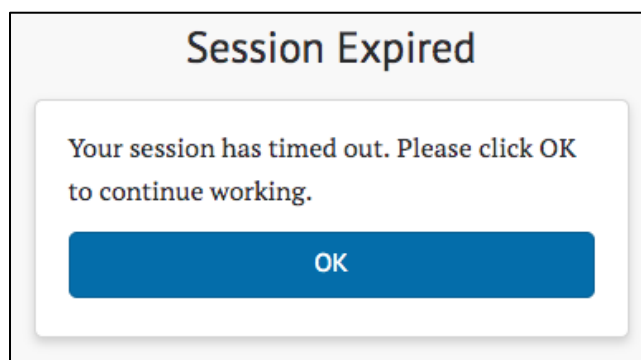 Session Expired
Your session has timed out. Please click OK
to continue working.
OK